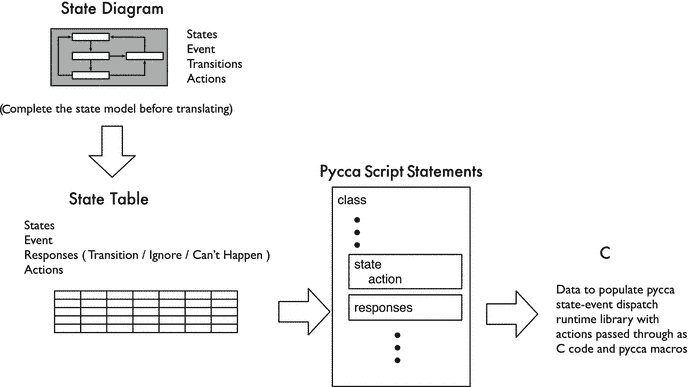 State Diagram
States
Event
Transitions
Actions
(Complete the state model before translating)
State Table
States
Event
Responses ( Transition / Ignore / Can't Happen )
Actions
Pycca Script Statements
class
state
action
responses
C
Data to populate pycca
state-event dispatch
runtime library with
actions passed through as
C code and pycca macros